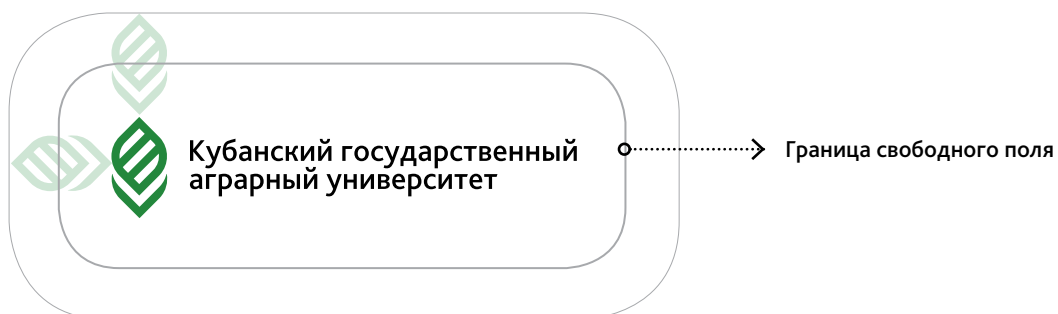 Кубанский государственный
аграрный университет
Граница свободного поля